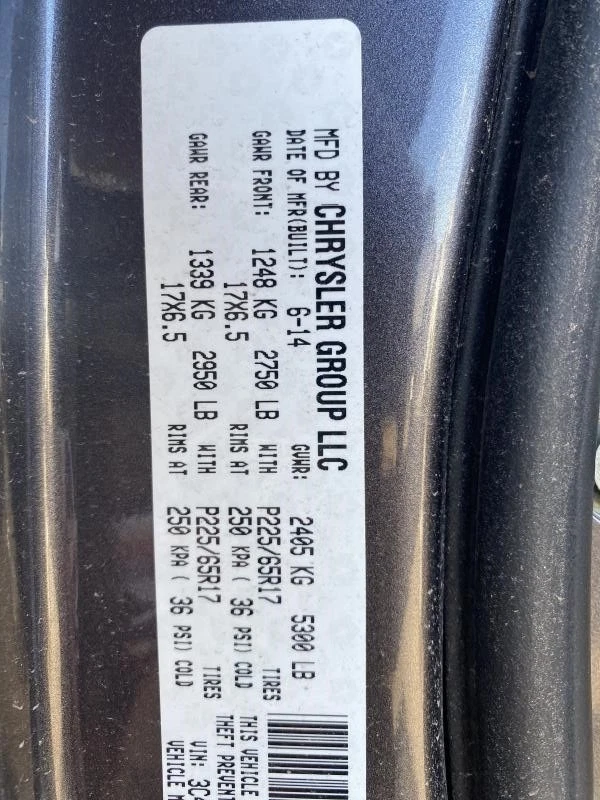 MFD BY CHRYSLER GROUP LLC
DATE OF MFR(BUILT): 6-14 GVWR: 2405 KG 5300 LB
GAWR FRONT: 1248 KG 2750 LB WITH P225/65R17 TIRES
17X6.5 RIMS AT 250 KPA ( 36 PSI) COLD
GAWR REAR: 1339 KG 2950 LB WITH P225/65R17 TIRES
17X6.5 RIMS AT 250 KPA ( 36 PSI) COLD
THIS VEHICLE
THEFT PREVENT
VIN: 3C4
VEHICLE M